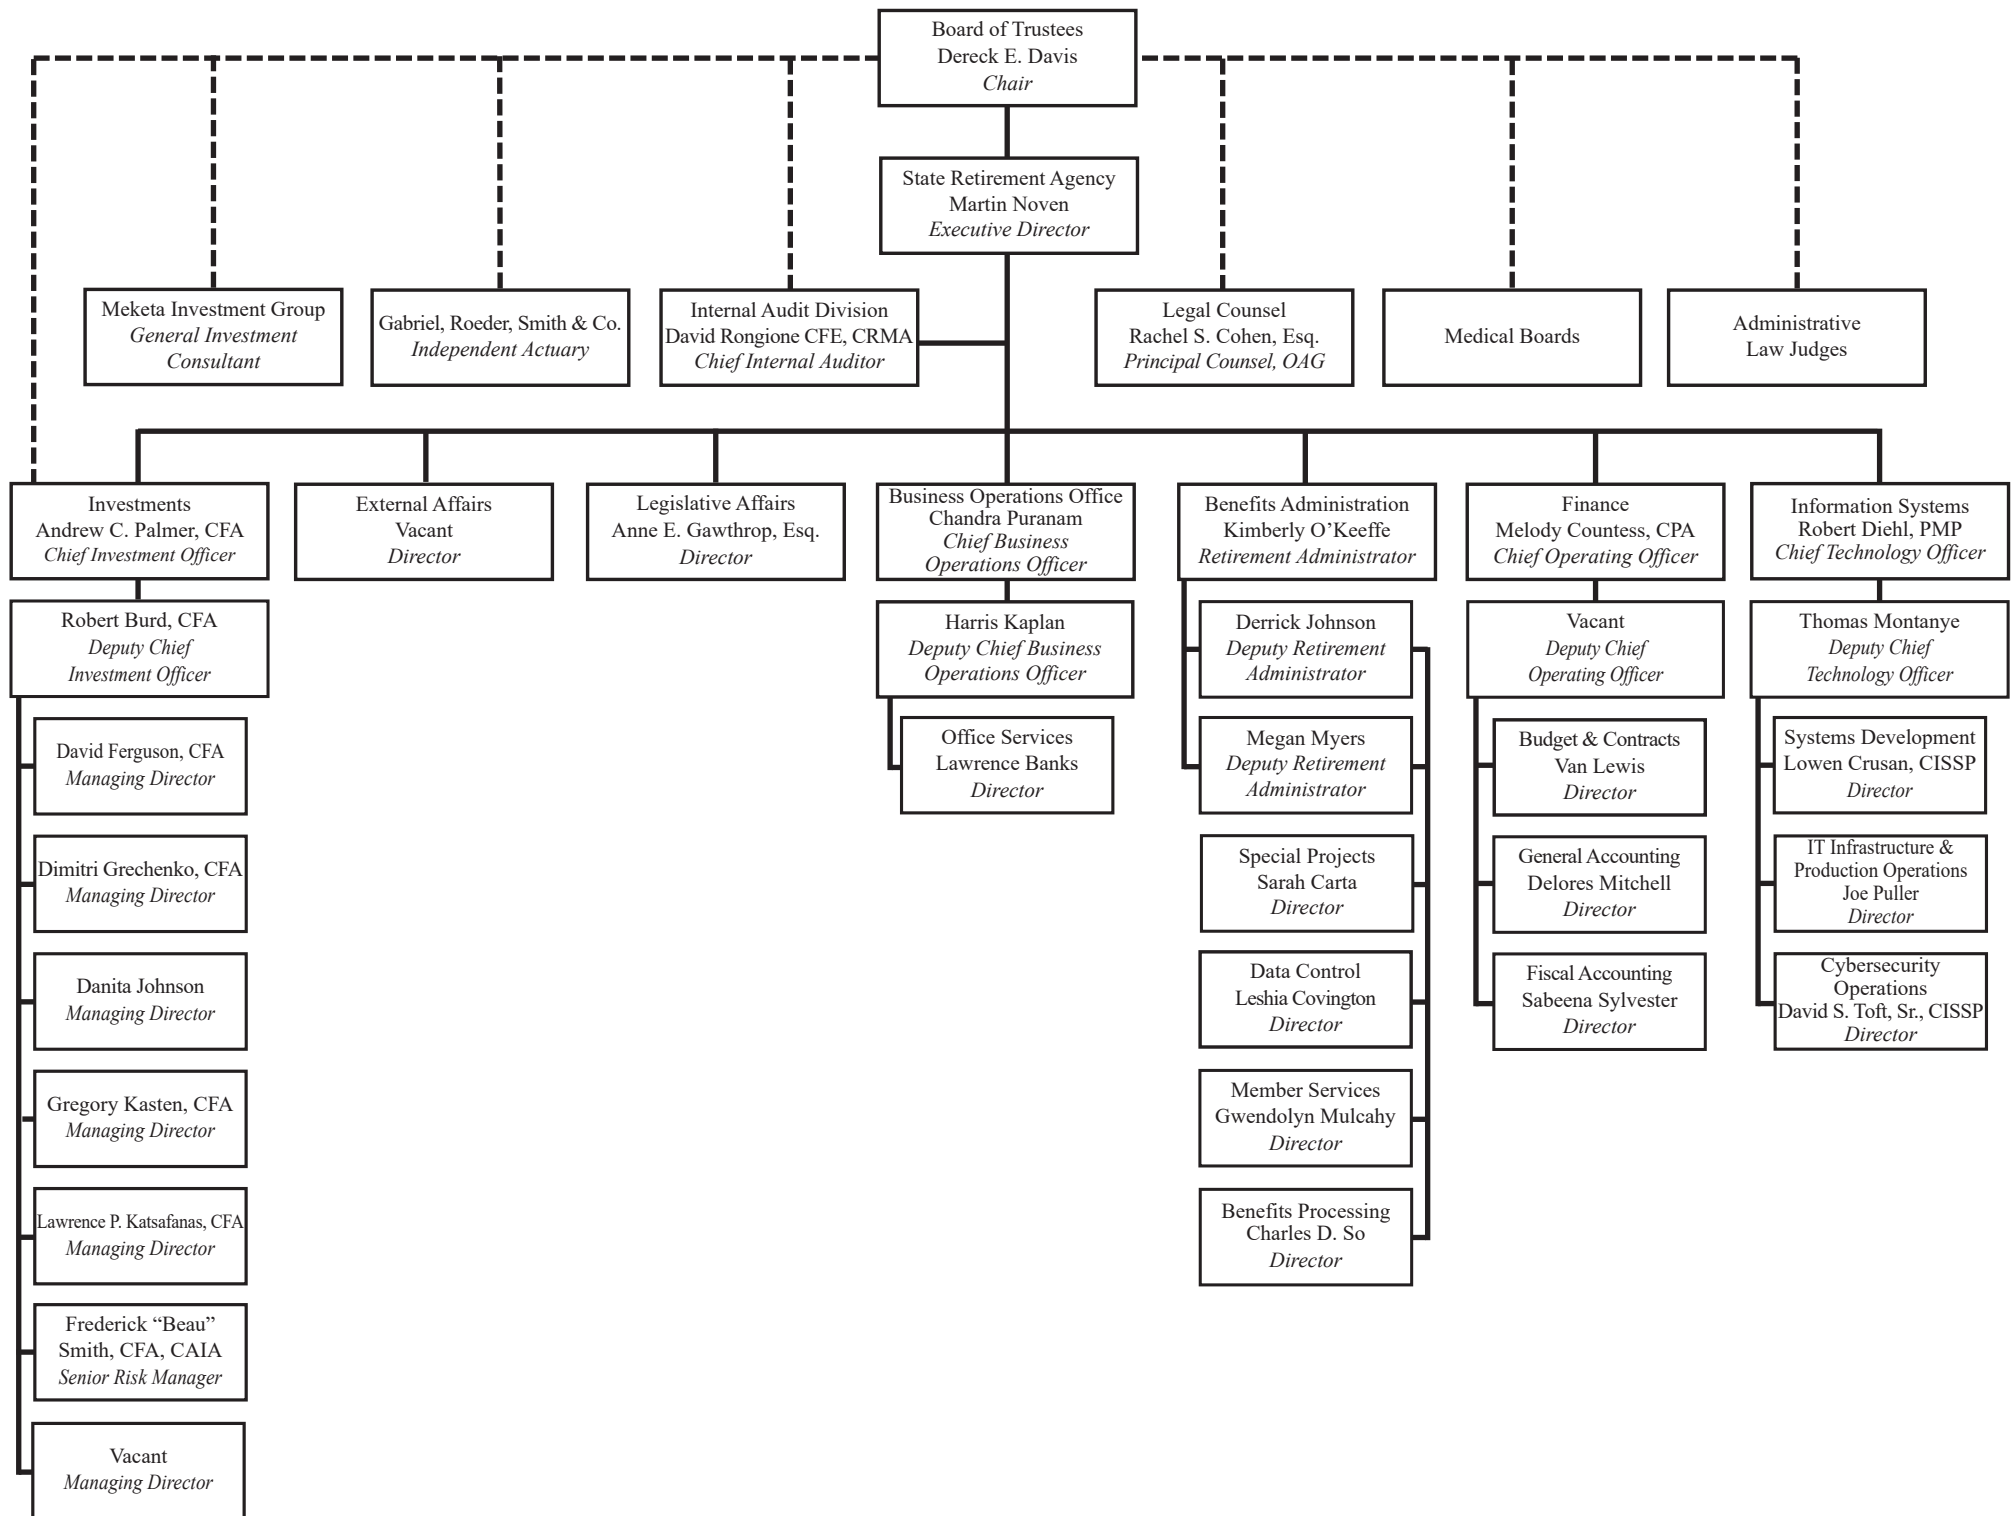 Board of Trustees
Dereck E. Davis
Chair
State Retirement Agency
Martin Noven
Executive Director
Meketa Investment Group
General Investment
Consultant
Gabriel, Roeder, Smith & Co.
Independent Actuary
Internal Audit Division
David Rongione CFE, CRMA
Chief Internal Auditor
Legal Counsel
Rachel S. Cohen, Esq.
Principal Counsel, OAG
Medical Boards
Administrative
Law Judges
Investments
Andrew C. Palmer, CFA
Chief Investment Officer
External Affairs
Vacant
Director
Legislative Affairs
Anne E. Gawthrop, Esq.
Director
Business Operations Office
Chandra Puranam
Chief Business
Operations Officer
Benefits Administration
Kimberly O’Keeffe
Retirement Administrator
Finance
Melody Countess, CPA
Chief Operating Officer
Information Systems
Robert Diehl, PMP
Chief Technology Officer
Robert Burd, CFA
Deputy Chief
Investment Officer
Harris Kaplan
Deputy Chief Business
Operations Officer
Derrick Johnson
Deputy Retirement
Administrator
Vacant
Deputy Chief
Operating Officer
Thomas Montanye
Deputy Chief
Technology Officer
David Ferguson, CFA
Managing Director
Office Services
Lawrence Banks
Director
Megan Myers
Deputy Retirement
Administrator
Budget & Contracts
Van Lewis
Director
Systems Development
Lowen Crusan, CISSP
Director
Dimitri Grechenko, CFA
Managing Director
Special Projects
Sarah Carta
Director
General Accounting
Delores Mitchell
Director
IT Infrastructure &
Production Operations
Joe Puller
Director
Danita Johnson
Managing Director
Data Control
Leshia Covington
Director
Fiscal Accounting
Sabeena Sylvester
Director
Cybersecurity
Operations
David S. Toft, Sr., CISSP
Director
Gregory Kasten, CFA
Managing Director
Member Services
Gwendolyn Mulcahy
Director
Lawrence P. Katsafanas, CFA
Managing Director
Benefits Processing
Charles D. So
Director
Frederick “Beau”
Smith, CFA, CAIA
Senior Risk Manager
Vacant
Managing Director